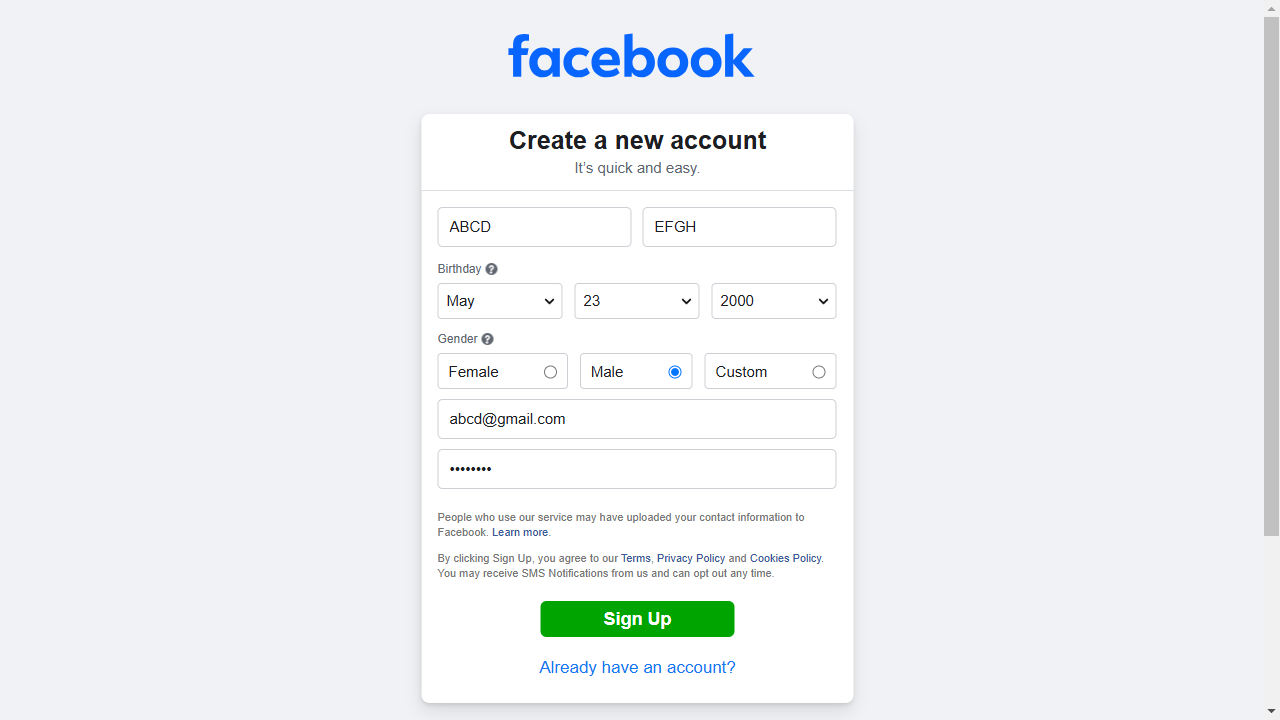 facebook
Create a new account
It's quick and easy.
ABCD EFGH
Birthday ?
May 23 2000
Gender ?
Female Male Custom
abcd@gmail.com
••••••••
People who use our service may have uploaded your contact information to
Facebook. Learn more.
By clicking Sign Up, you agree to our Terms, Privacy Policy and Cookies Policy.
You may receive SMS Notifications from us and can opt out any time.
Sign Up
Already have an account?